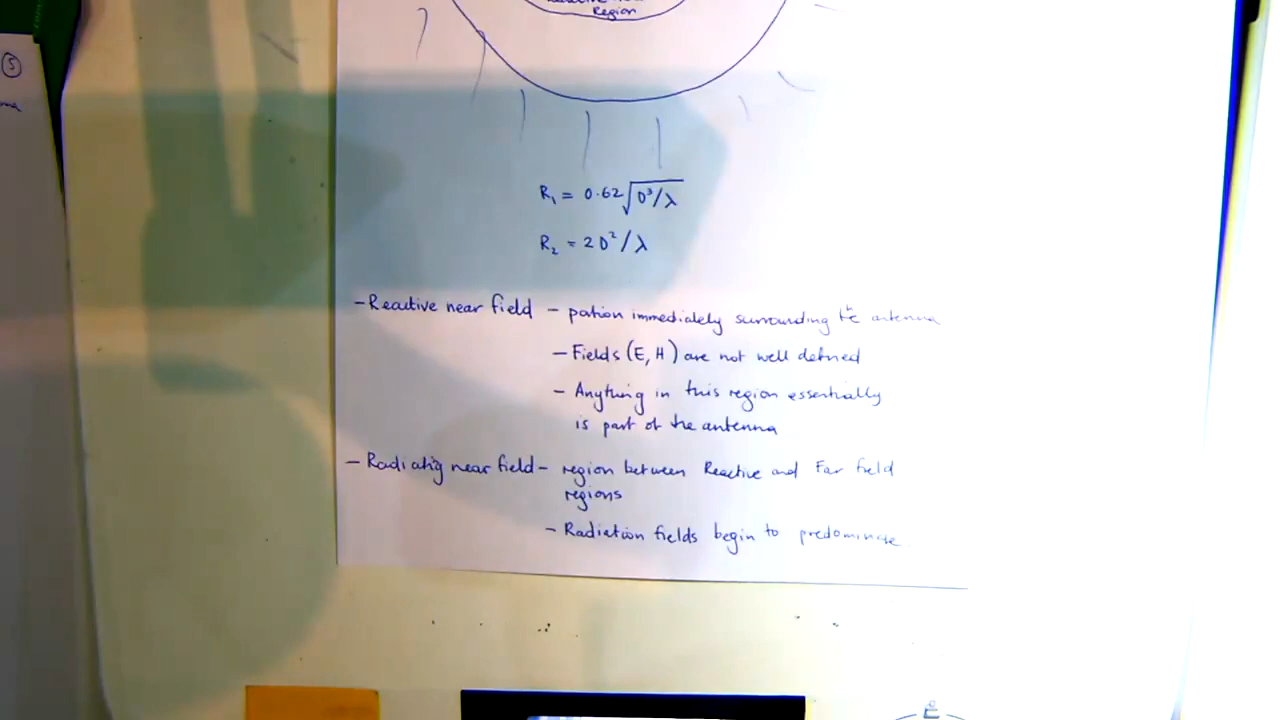 Region
5
R₁ = 0.62√D³/λ
R₂ = 2D²/λ
- Reactive near field - portion immediately surrounding the antenna
- Fields (E, H) are not well defined
- Anything in this region essentially
is part of the antenna
- Radiatig near field - region between Reactive and Far field
regions
- Radiation fields begin to predominate